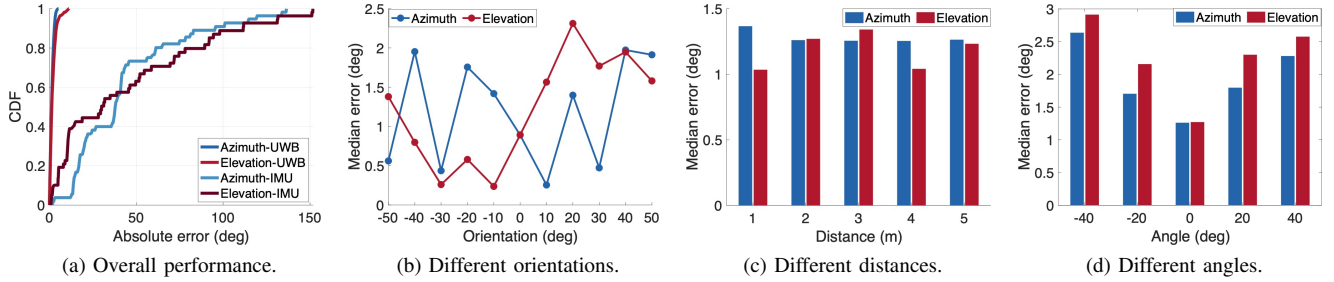 1
0.8
0.6
0.4
0.2
0
CDF
Azimuth-UWB
Elevation-UWB
Azimuth-IMU
Elevation-IMU
0 50 100 150
Absolute error (deg)
(a) Overall performance.
2.5
2
1.5
1
0.5
0
Median error (deg)
Azimuth Elevation
-50 -40 -30 -20 -10 0 10 20 30 40 50
Orientation (deg)
(b) Different orientations.
1.5
1
0.5
0
Median error (deg)
Azimuth Elevation
1 2 3 4 5
Distance (m)
(c) Different distances.
3
2.5
2
1.5
1
0.5
0
Median error (deg)
Azimuth Elevation
-40 -20 0 20 40
Angle (deg)
(d) Different angles.